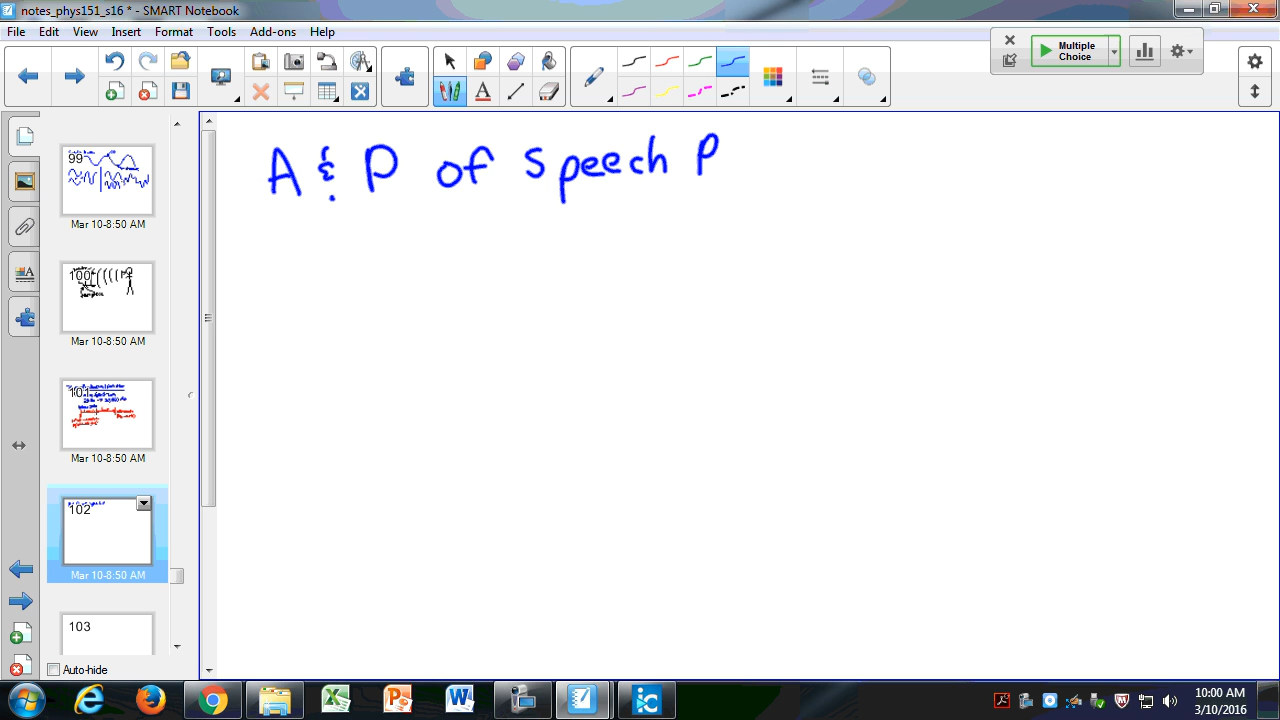 notes_phys151_s16 * - SMART Notebook
File Edit View Insert Format Tools Add-ons Help
Multiple
Choice
A & P of Speech P
99
Mar 10-8:50 AM
100
Mar 10-8:50 AM
101
Mar 10-8:50 AM
102
Mar 10-8:50 AM
103
Auto-hide
10:00 AM
3/10/2016